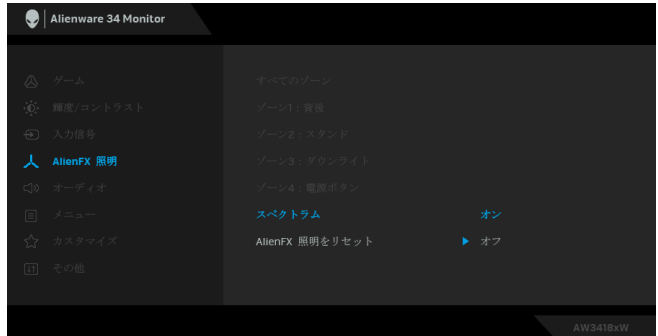 Alienware 34 Monitor
ゲーム
輝度/コントラスト
入力信号
AlienFX 照明
オーディオ
メニュー
カスタマイズ
その他
すべてのゾーン
ゾーン1：背後
ゾーン2：スタンド
ゾーン3：ダウンライト
ゾーン4：電源ボタン
スペクトラム オン
AlienFX 照明をリセット オフ
AW3418xW